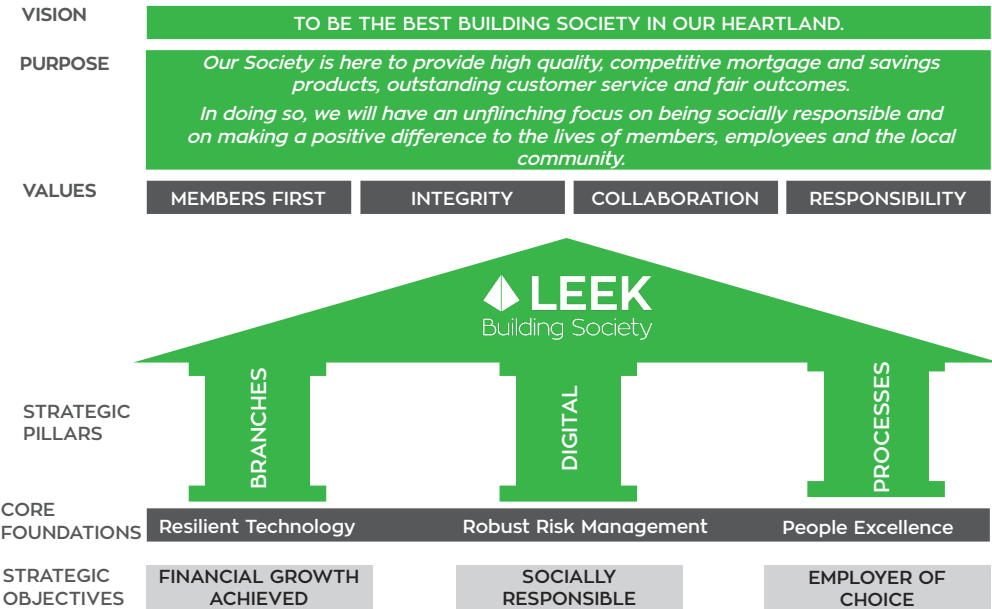 VISION
TO BE THE BEST BUILDING SOCIETY IN OUR HEARTLAND.
PURPOSE
Our Society is here to provide high quality, competitive mortgage and savings
products, outstanding customer service and fair outcomes.
In doing so, we will have an unflinching focus on being socially responsible and
on making a positive difference to the lives of members, employees and the local
community.
VALUES
MEMBERS FIRST
INTEGRITY
COLLABORATION
RESPONSIBILITY
LEEK
Building Society
STRATEGIC
PILLARS
BRANCHES
DIGITAL
PROCESSES
CORE
FOUNDATIONS
Resilient Technology
Robust Risk Management
People Excellence
STRATEGIC
OBJECTIVES
FINANCIAL GROWTH
ACHIEVED
SOCIALLY
RESPONSIBLE
EMPLOYER OF
CHOICE